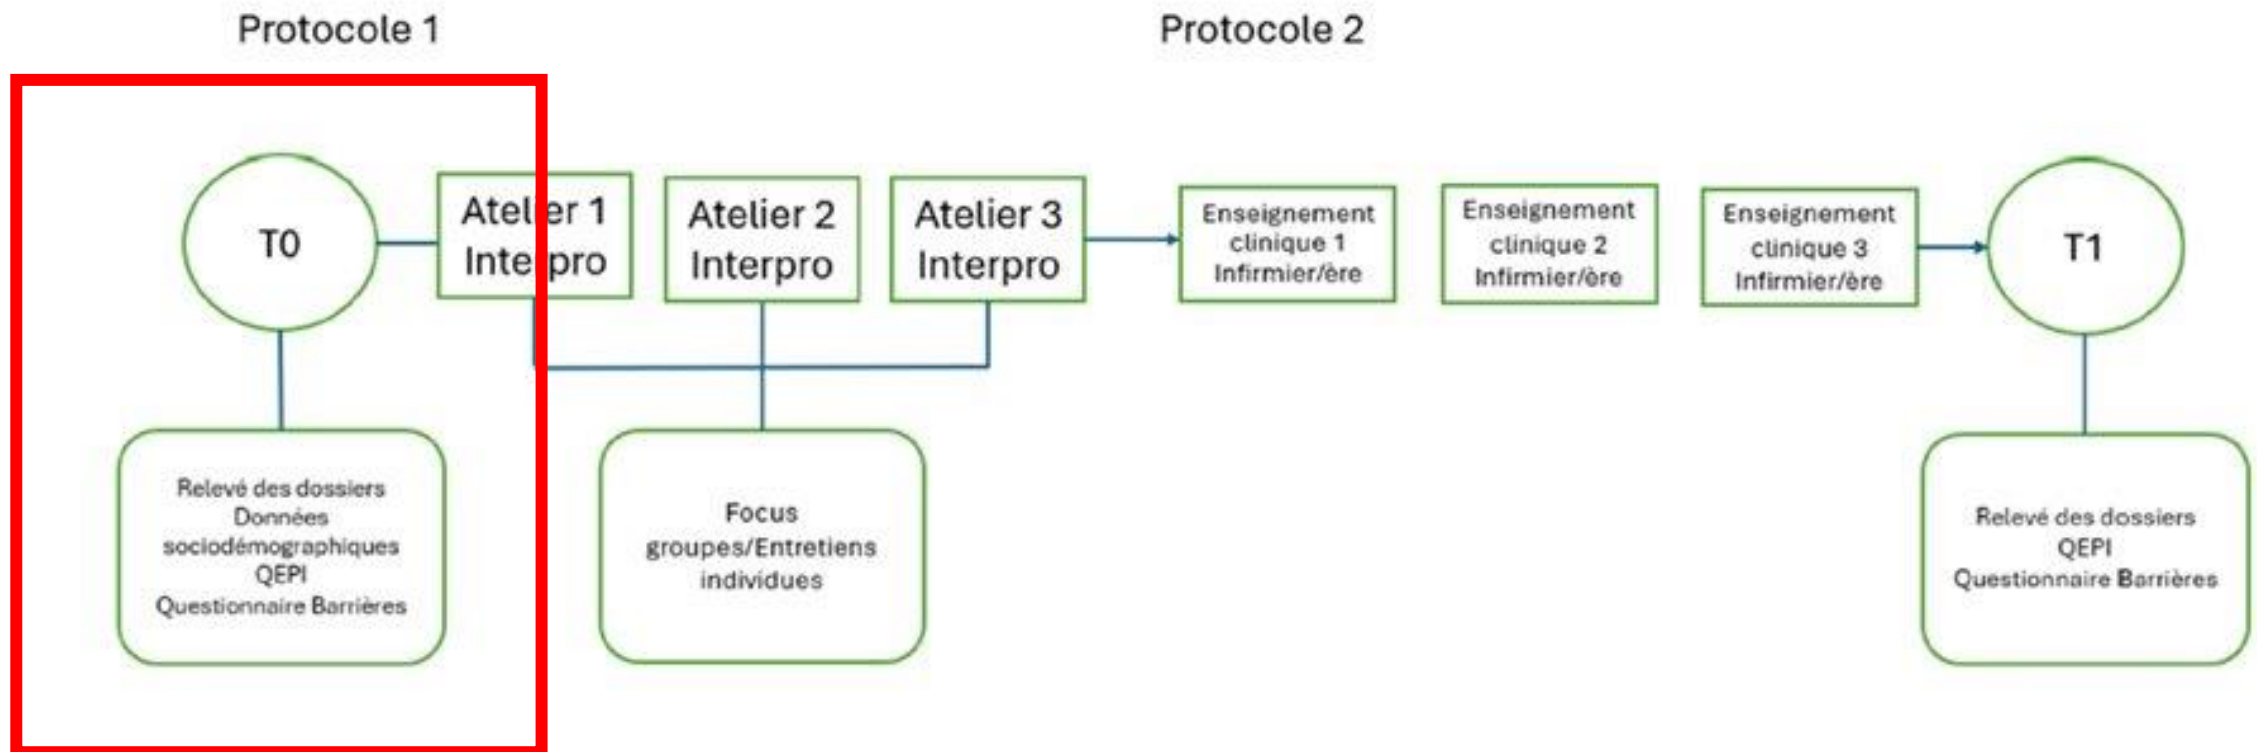 Protocole 1
Protocole 2
T0
Atelier 1
Interpro
Atelier 2
Interpro
Atelier 3
Interpro
Enseignement
clinique 1
Infirmier/ère
Enseignement
clinique 2
Infirmier/ère
Enseignement
clinique 3
Infirmier/ère
T1
Relevé des dossiers
Données
sociodémographiques
QEPI
Questionnaire Barrières
Focus
groupes/Entretiens
individues
Relevé des dossiers
QEPI
Questionnaire Barrières